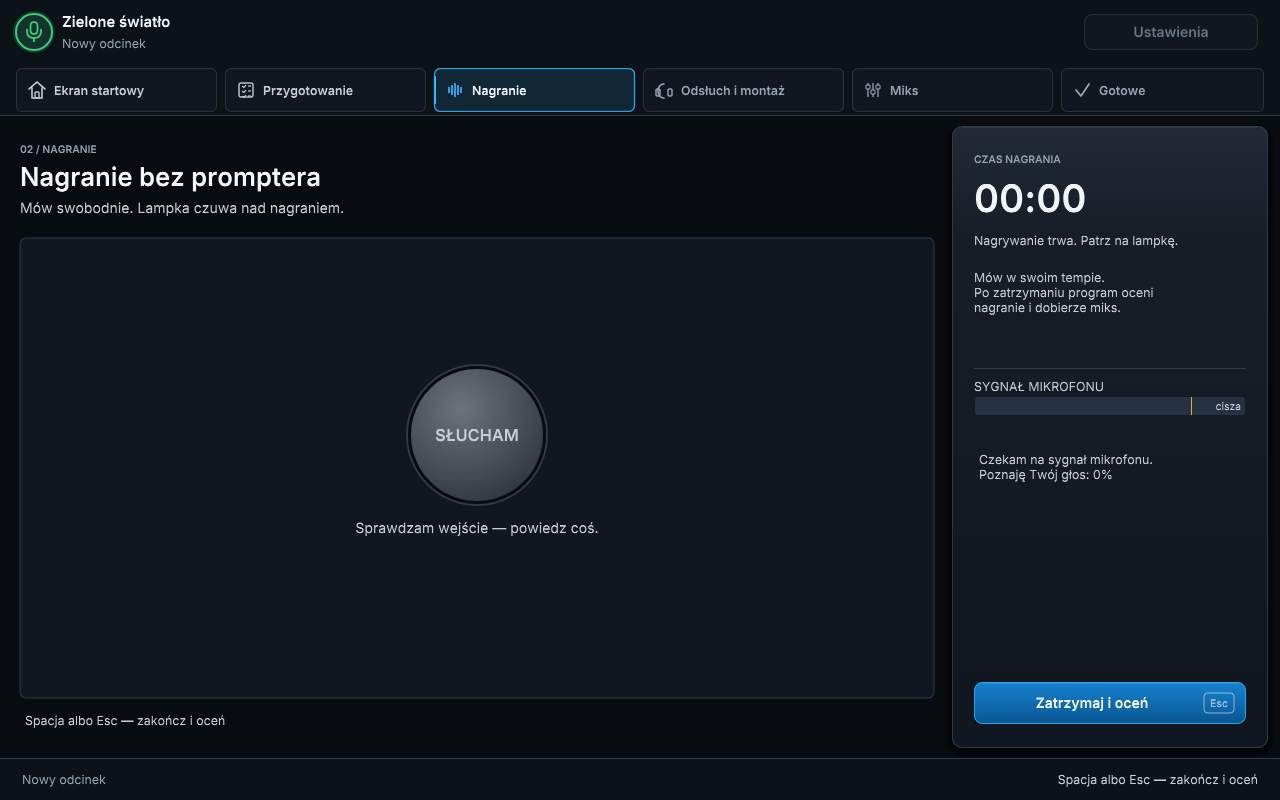 Zielone światło
Nowy odcinek
Ustawienia
Ekran startowy
Przygotowanie
Nagranie
Odsłuch i montaż
Miks
Gotowe
02 / NAGRANIE
Nagranie bez promptera
Mów swobodnie. Lampka czuwa nad nagraniem.
SŁUCHAM
Sprawdzam wejście — powiedz coś.
Spacja albo Esc — zakończ i oceń
CZAS NAGRANIA
00:00
Nagrywanie trwa. Patrz na lampkę.
Mów w swoim tempie.
Po zatrzymaniu program oceni
nagranie i dobierze miks.
SYGNAŁ MIKROFONU
cisza
Czekam na sygnał mikrofonu.
Poznaję Twój głos: 0%
Zatrzymaj i oceń
Esc
Nowy odcinek
Spacja albo Esc — zakończ i oceń